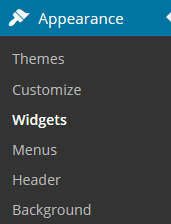 Appearance
Themes
Customize
Widgets
Menus
Header
Background